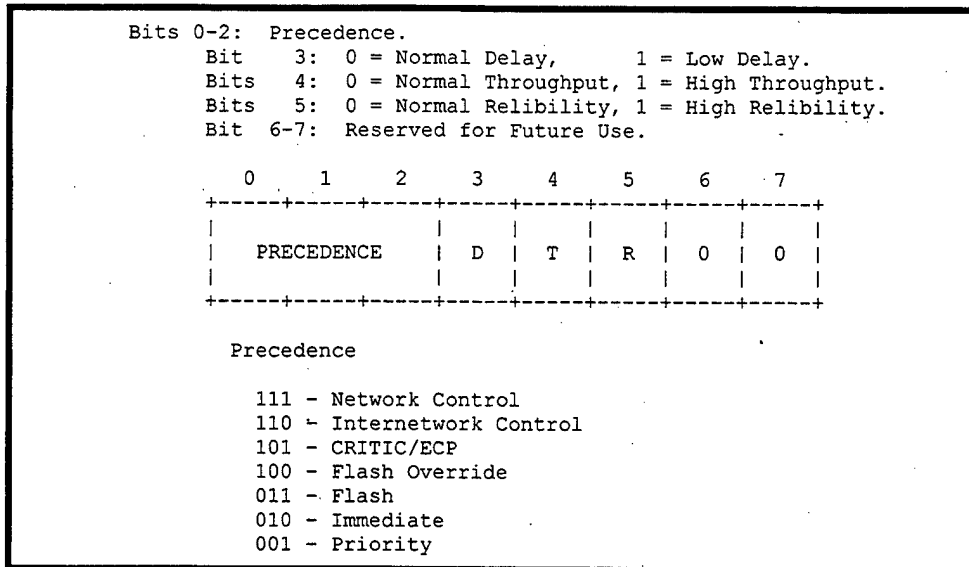 Bits 0-2:  Precedence.
Bit    3:  0 = Normal Delay,      1 = Low Delay.
Bits   4:  0 = Normal Throughput, 1 = High Throughput.
Bits   5:  0 = Normal Relibility, 1 = High Relibility.
Bit  6-7:  Reserved for Future Use.
   0     1     2     3     4     5     6     7
+-----+-----+-----+-----+-----+-----+-----+-----+
|                 |     |     |     |     |     |
|   PRECEDENCE    |  D  |  T  |  R  |  0  |  0  |
|                 |     |     |     |     |     |
+-----+-----+-----+-----+-----+-----+-----+-----+
Precedence
111 - Network Control
110 - Internetwork Control
101 - CRITIC/ECP
100 - Flash Override
011 - Flash
010 - Immediate
001 - Priority